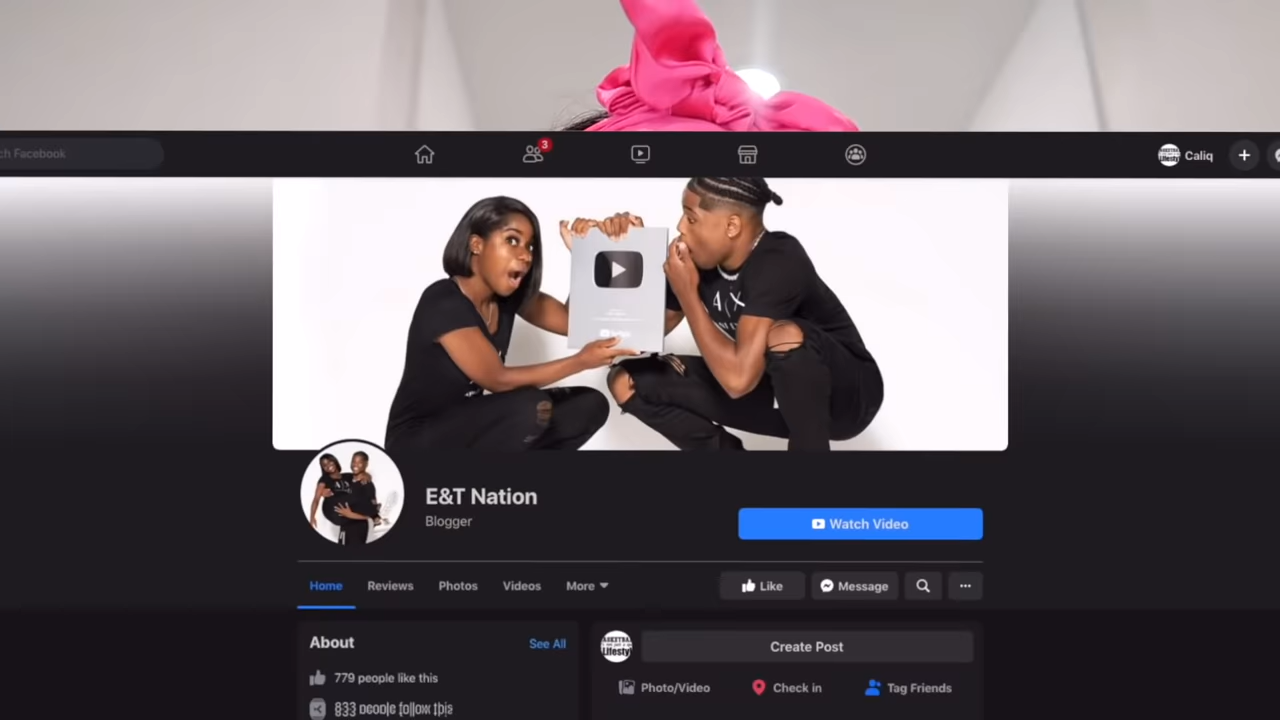 ch Facebook
3
Caliq
E&T Nation
Blogger
Watch Video
Home
Reviews
Photos
Videos
More
Like
Message
About
See All
Create Post
779 people like this
Photo/Video
Check in
Tag Friends
833 people follow this